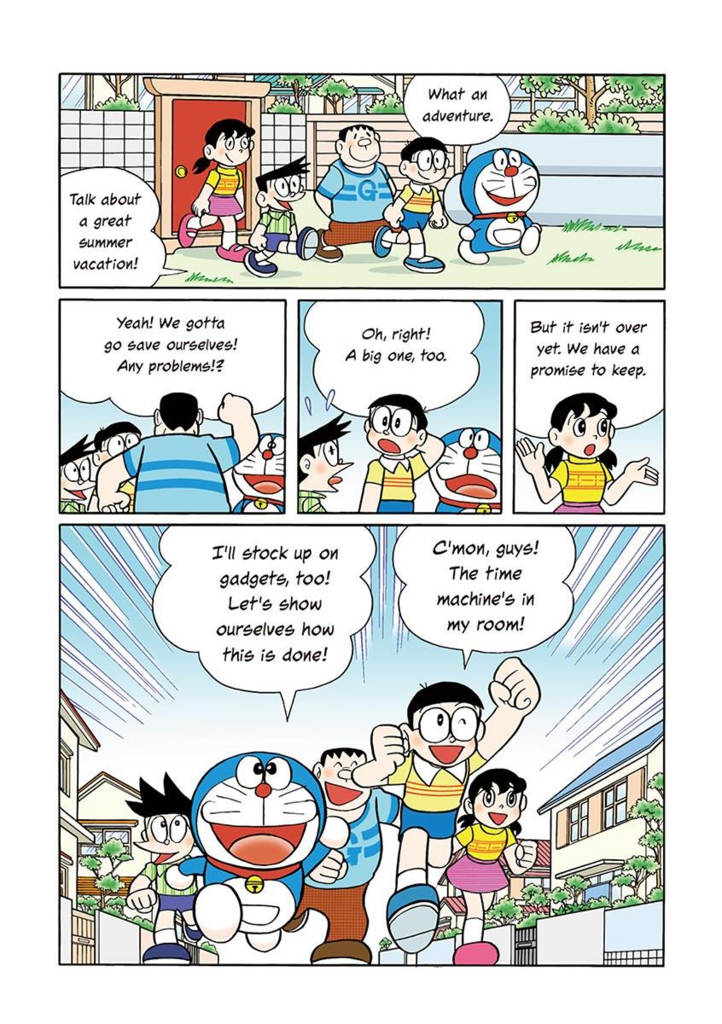 What an
adventure.
Talk about
a great
summer
vacation!
G
Yeah! We gotta
go save ourselves!
Any problems!?
Oh, right!
A big one, too.
But it isn't over
yet. We have a
promise to keep.
I'll stock up on
gadgets, too!
Let's show
ourselves how
this is done!
C'mon, guys!
The time
machine's in
my room!
G